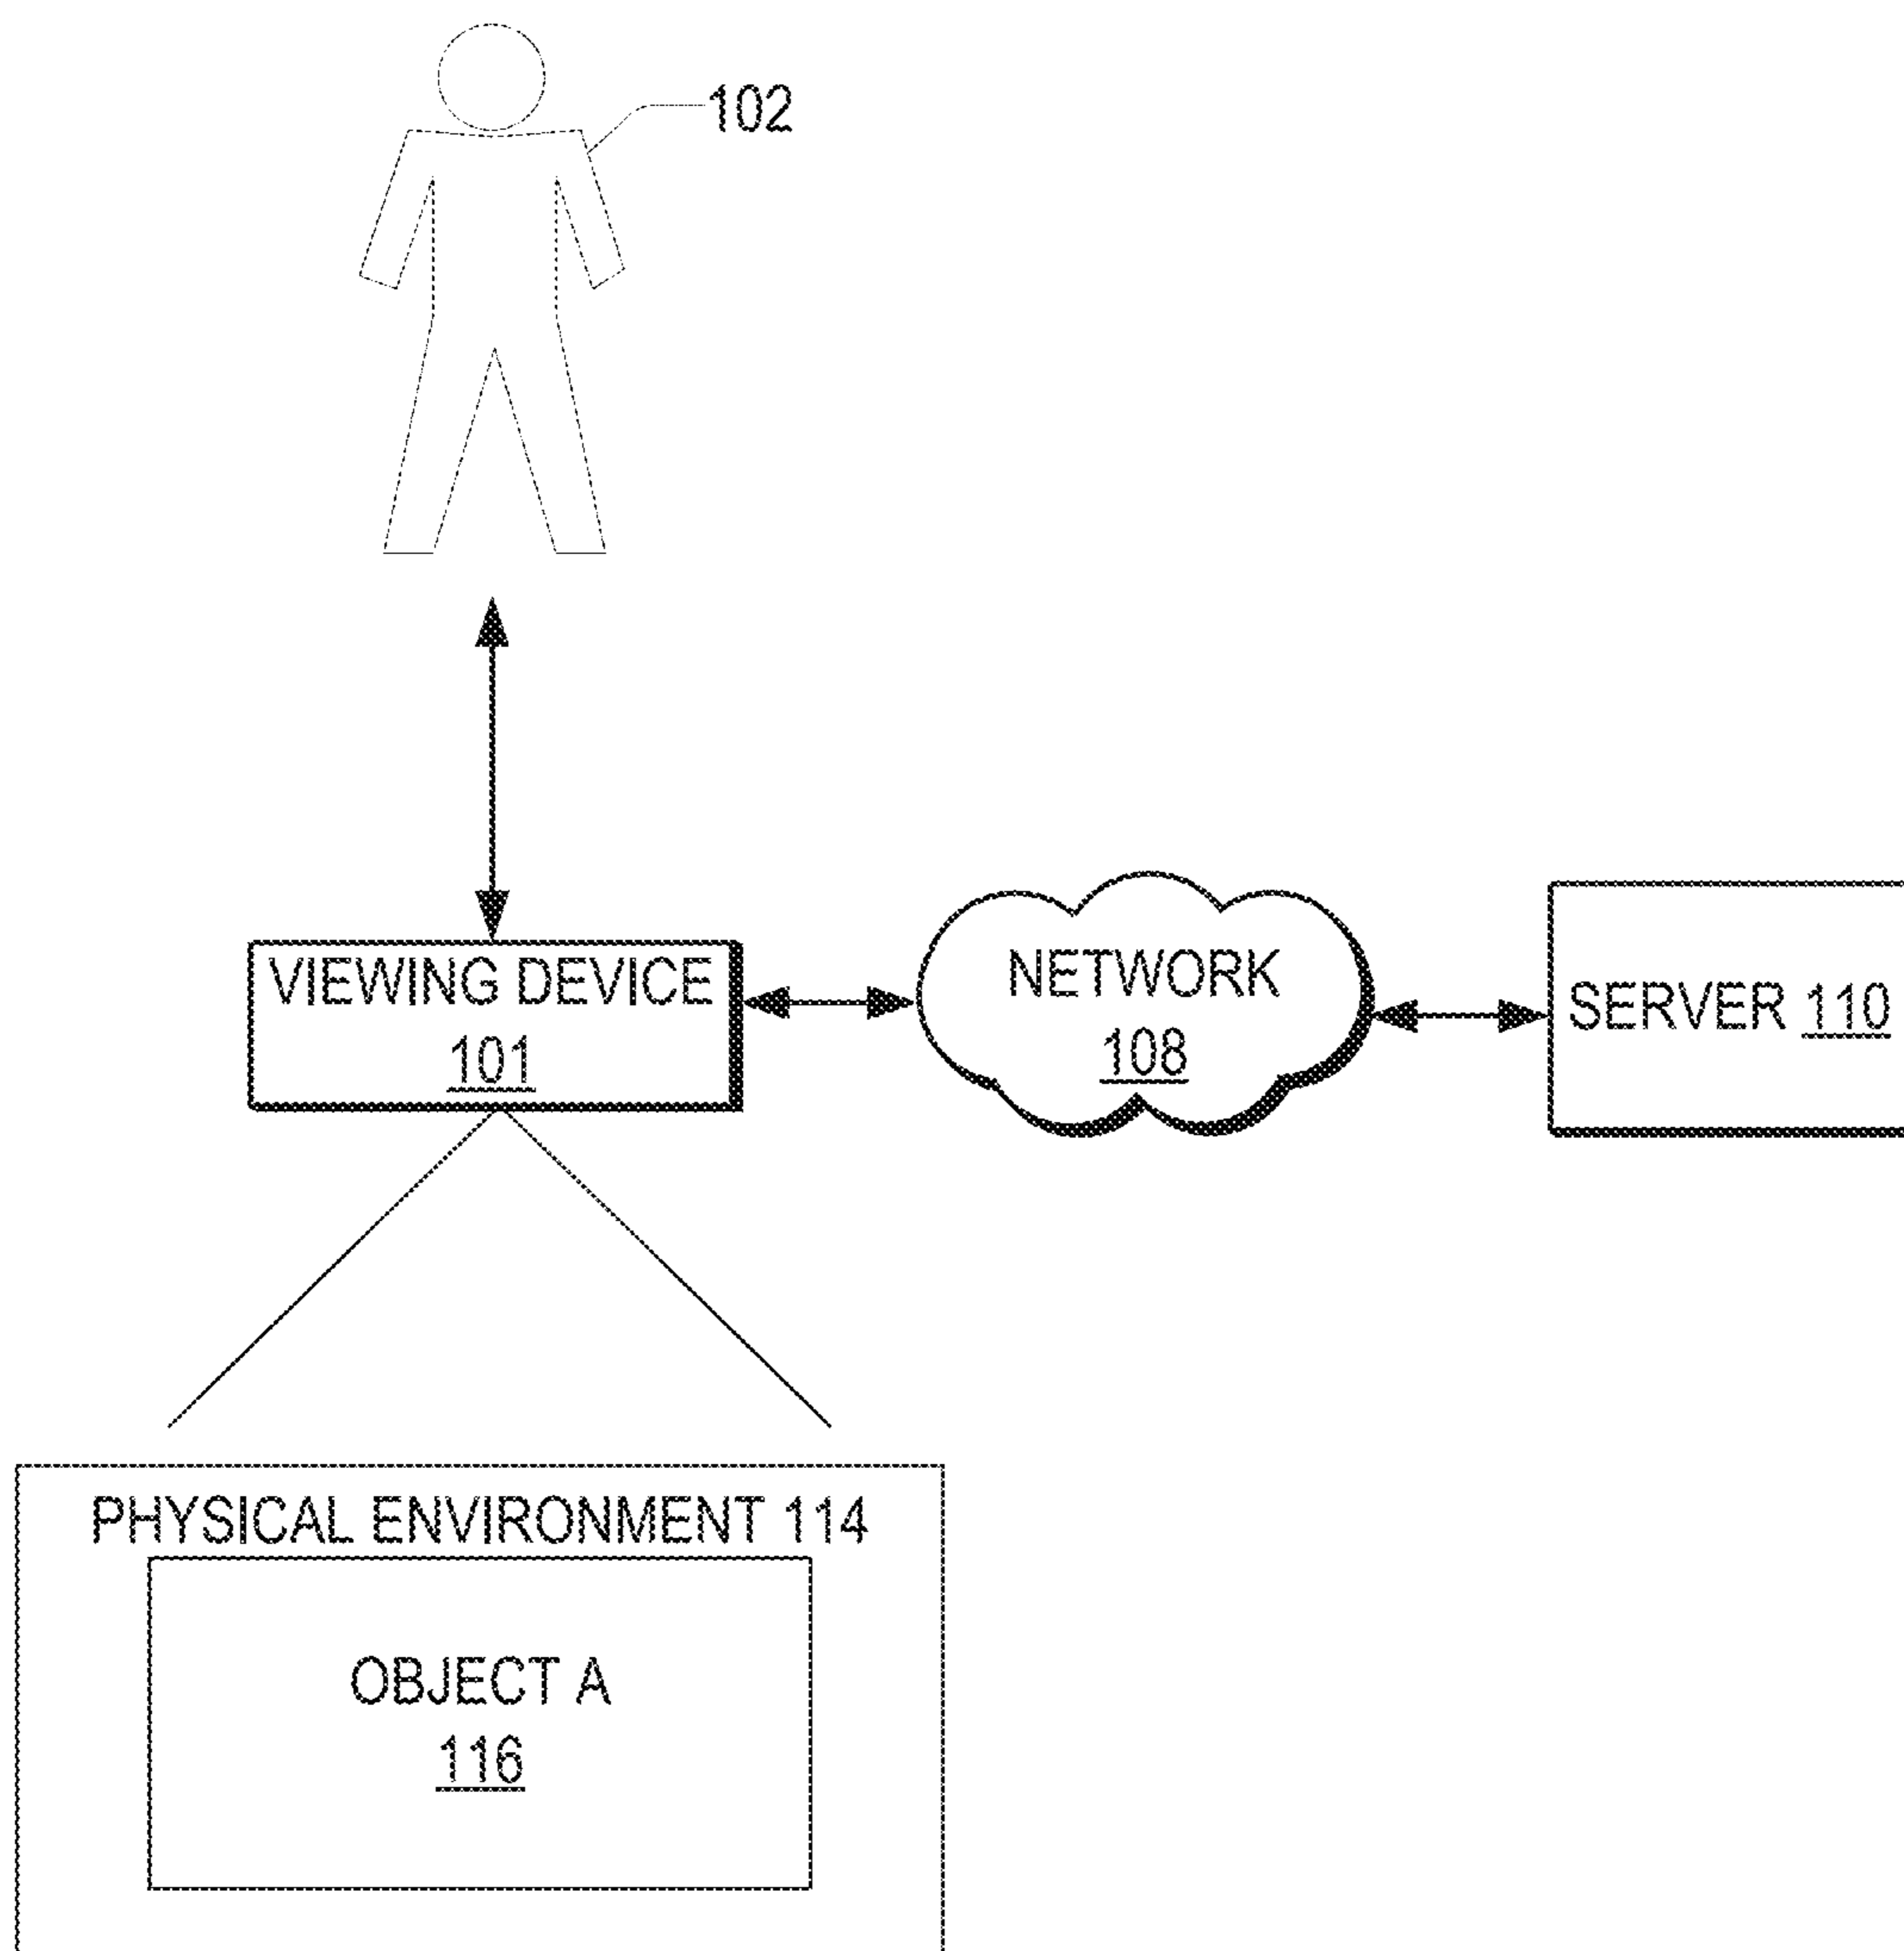 102
VIEWING DEVICE
101
NETWORK
108
SERVER 110
PHYSICAL ENVIRONMENT 114
OBJECT A
116